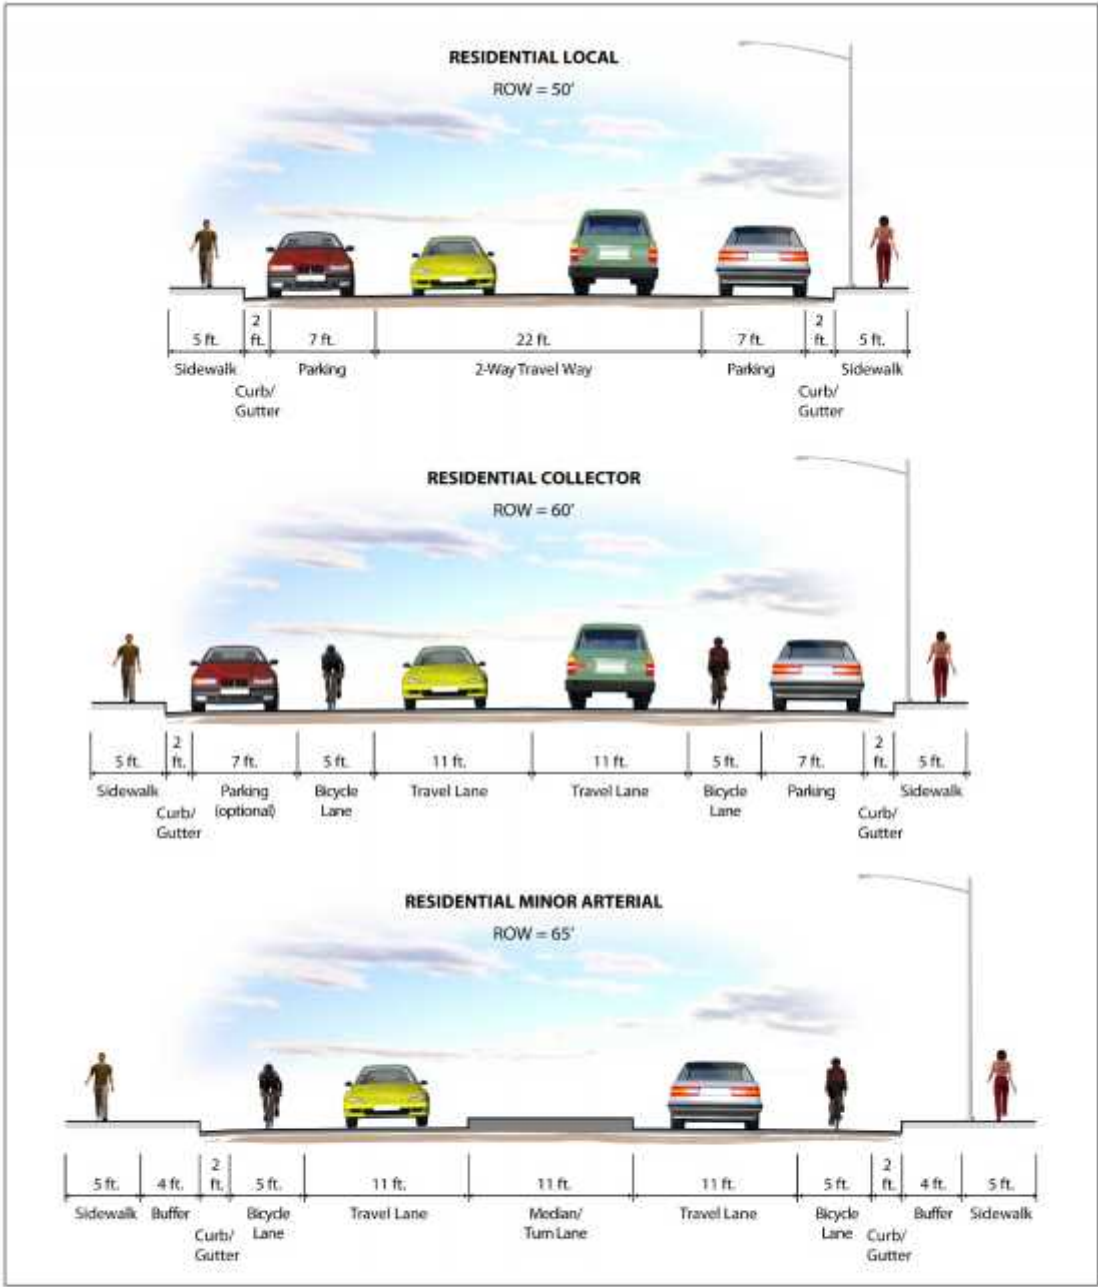 RESIDENTIAL LOCAL
ROW = 50'
5 ft. 2 ft. 7 ft. 22 ft. 7 ft. 2 ft. 5 ft.
Sidewalk Curb/ Gutter Parking 2-Way Travel Way Parking Curb/ Gutter Sidewalk
RESIDENTIAL COLLECTOR
ROW = 60'
5 ft. 2 ft. 7 ft. 5 ft. 11 ft. 11 ft. 5 ft. 7 ft. 2 ft. 5 ft.
Sidewalk Curb/ Gutter Parking (optional) Bicycle Lane Travel Lane Travel Lane Bicycle Lane Parking Curb/ Gutter Sidewalk
RESIDENTIAL MINOR ARTERIAL
ROW = 65'
5 ft. 4 ft. 2 ft. 5 ft. 11 ft. 11 ft. 11 ft. 5 ft. 2 ft. 4 ft. 5 ft.
Sidewalk Buffer Curb/ Gutter Bicycle Lane Travel Lane Median/ Turn Lane Travel Lane Bicycle Lane Curb/ Gutter Buffer Sidewalk